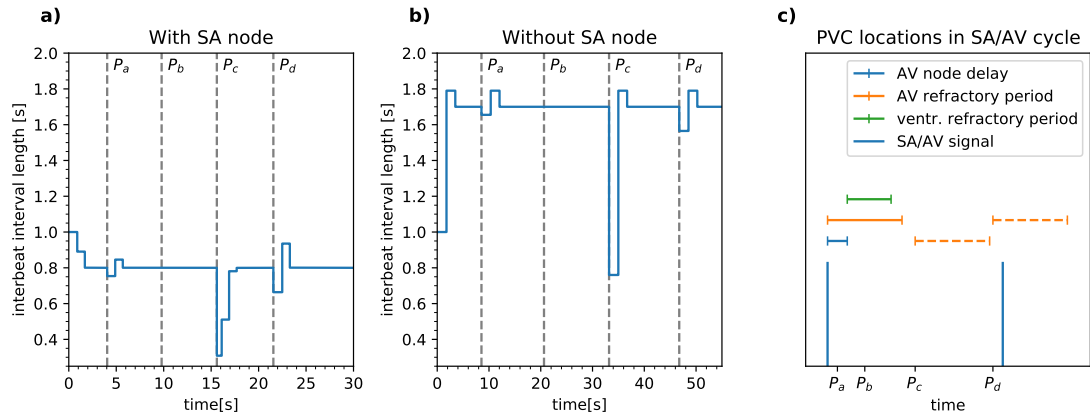 a)
With SA node
interbeat interval length [s]
2.0
1.8
1.6
1.4
1.2
1.0
0.8
0.6
0.4
P_a
P_b
P_c
P_d
0 5 10 15 20 25 30
time[s]
b)
Without SA node
interbeat interval length [s]
2.0
1.8
1.6
1.4
1.2
1.0
0.8
0.6
0.4
P_a
P_b
P_c
P_d
0 10 20 30 40 50
time[s]
c)
PVC locations in SA/AV cycle
AV node delay
AV refractory period
ventr. refractory period
SA/AV signal
P_a P_b P_c P_d
time